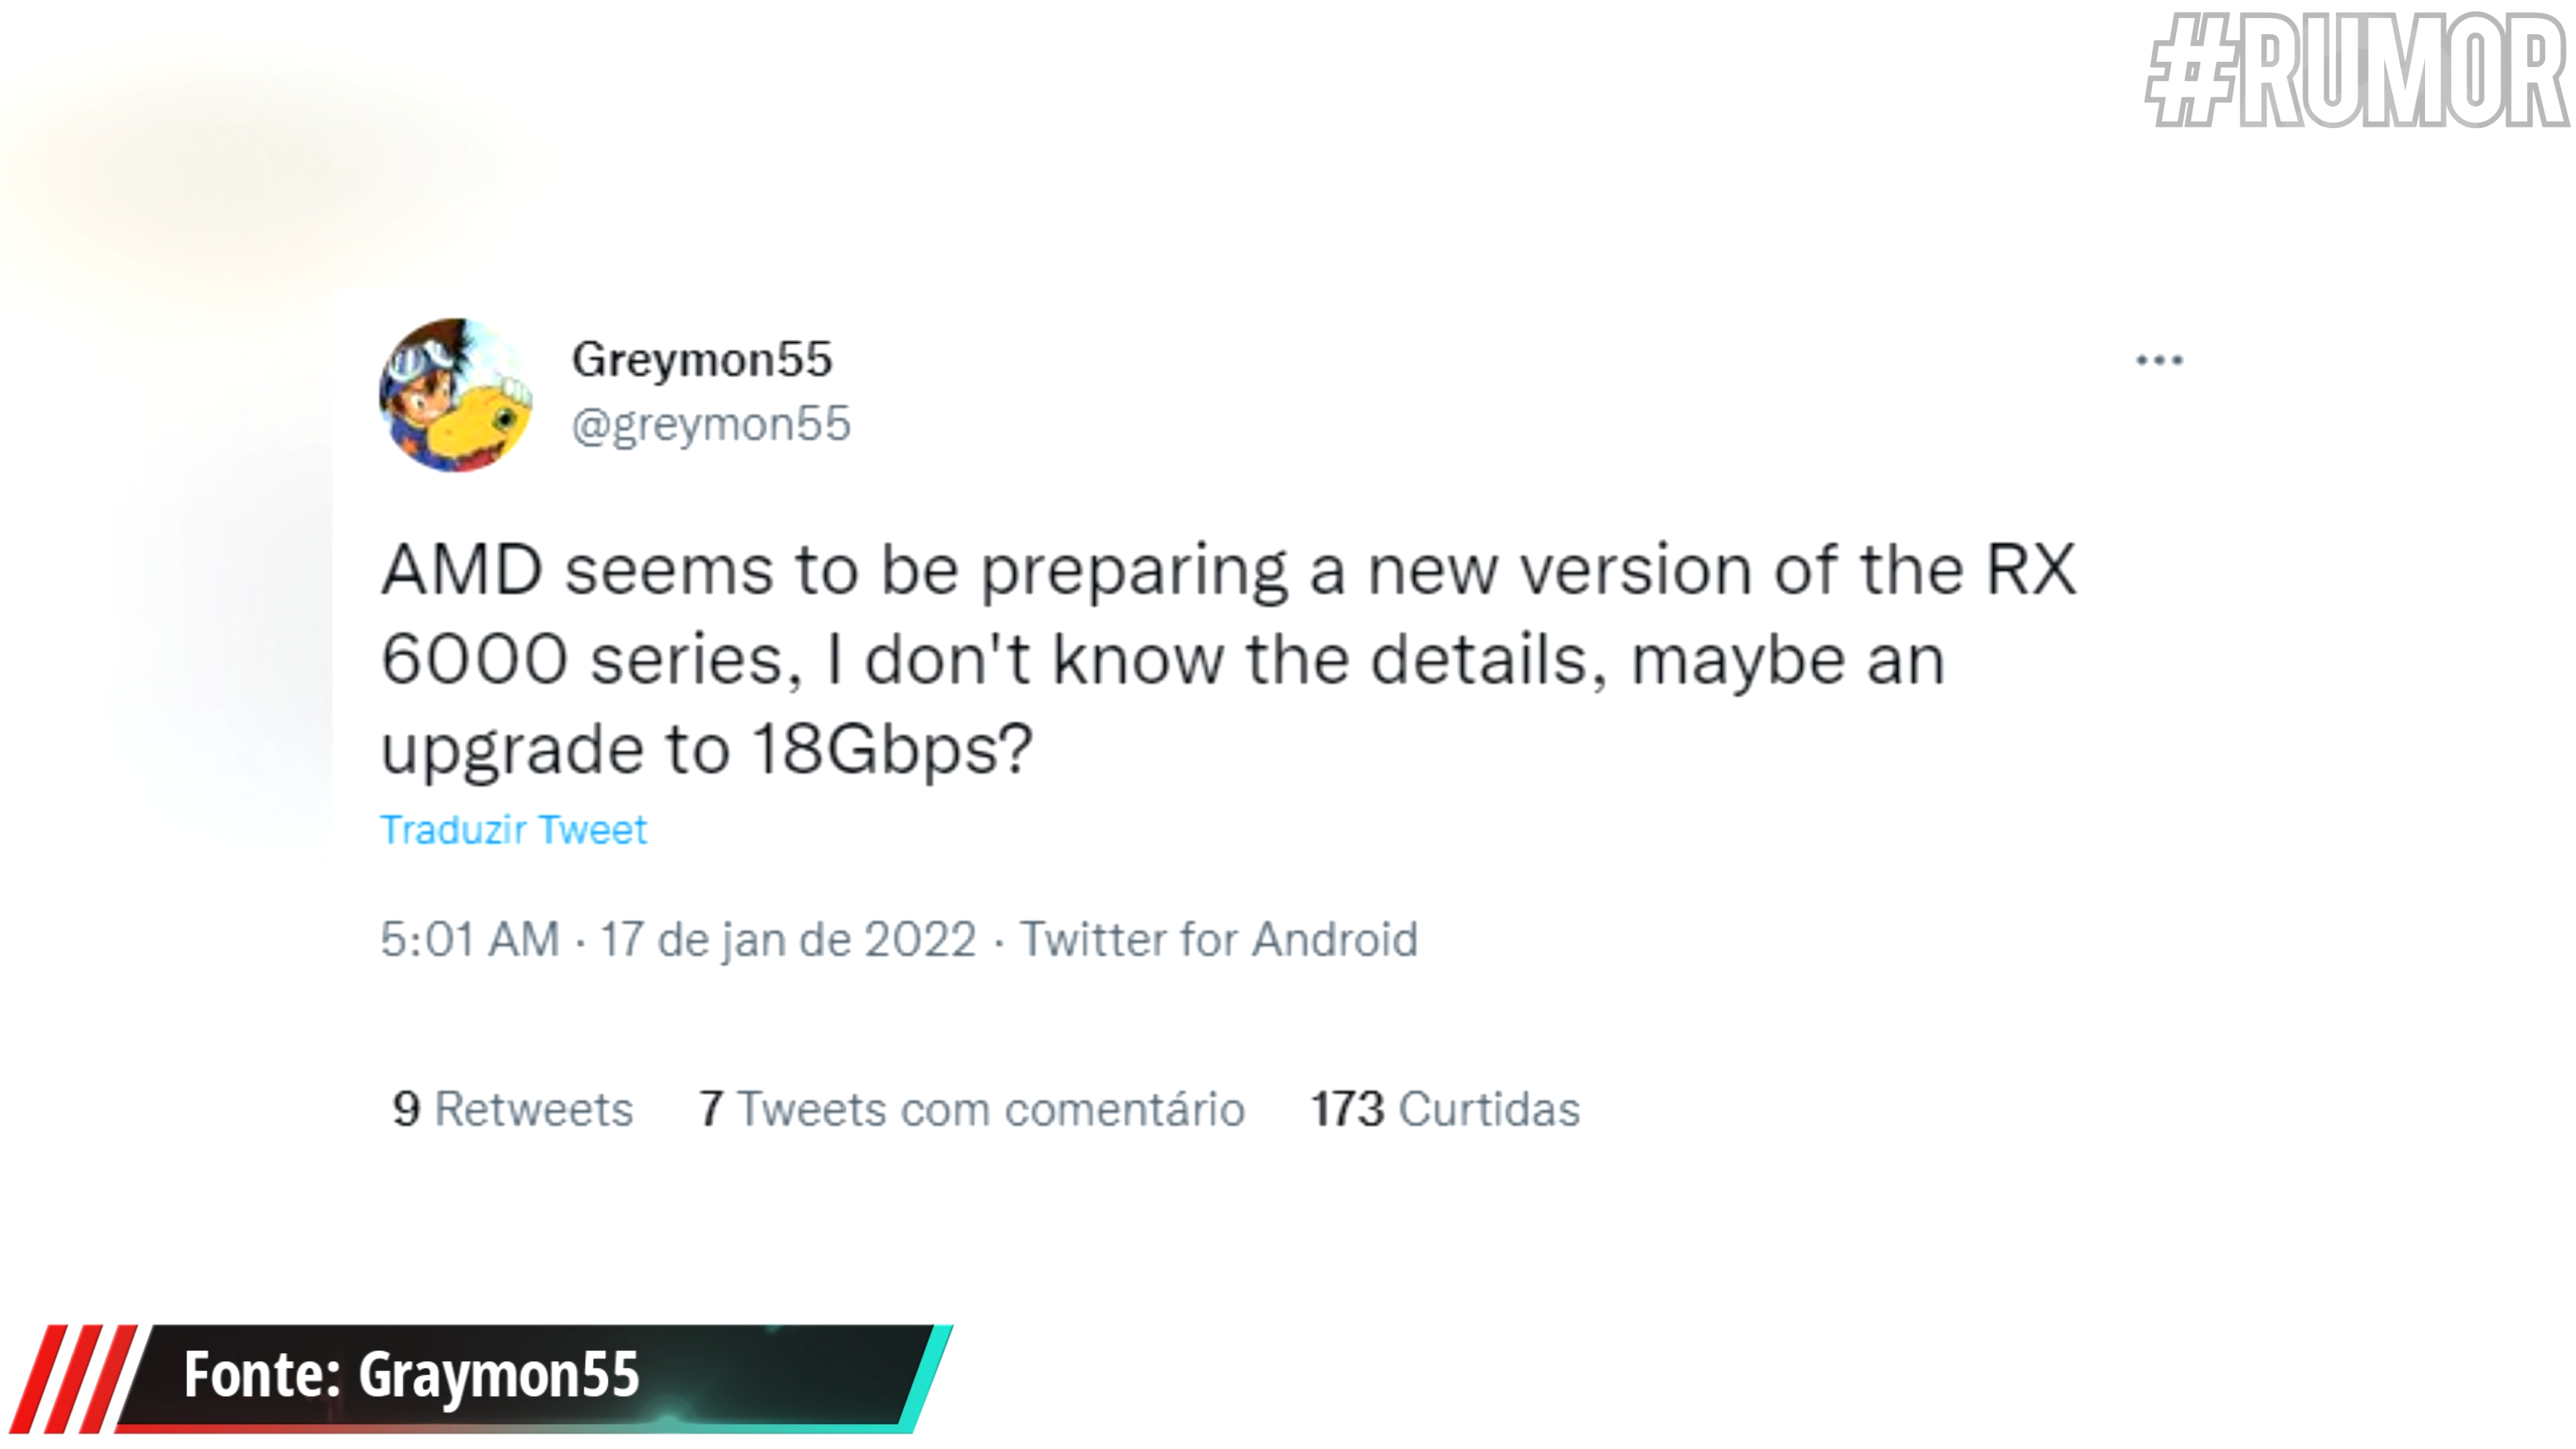 #RUMOR
Greymon55
@greymon55
AMD seems to be preparing a new version of the RX
6000 series, I don't know the details, maybe an
upgrade to 18Gbps?
Traduzir Tweet
5:01 AM · 17 de jan de 2022 · Twitter for Android
9 Retweets 7 Tweets com comentário 173 Curtidas
Fonte: Graymon55